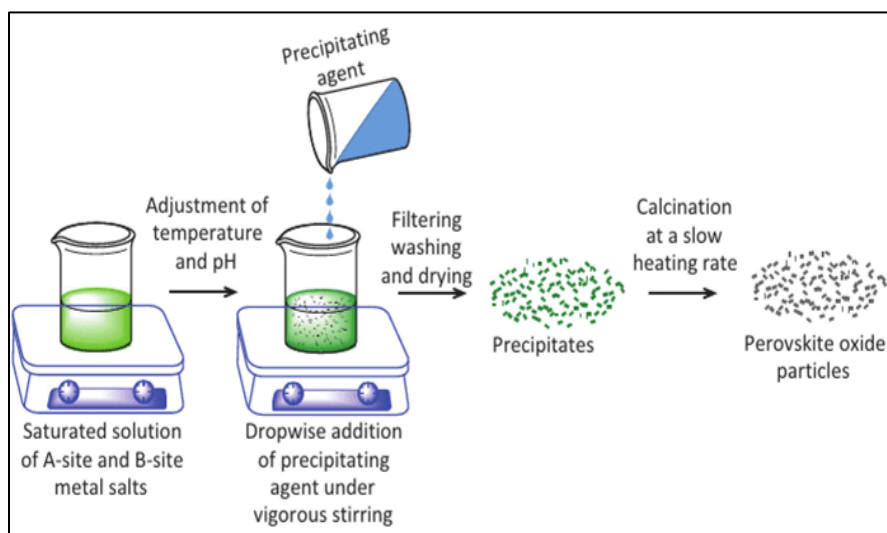 Precipitating
agent
Adjustment of
temperature
and pH
Filtering
washing
and drying
Calcination
at a slow
heating rate
Precipitates
Perovskite oxide
particles
Saturated solution
of A-site and B-site
metal salts
Dropwise addition
of precipitating
agent under
vigorous stirring